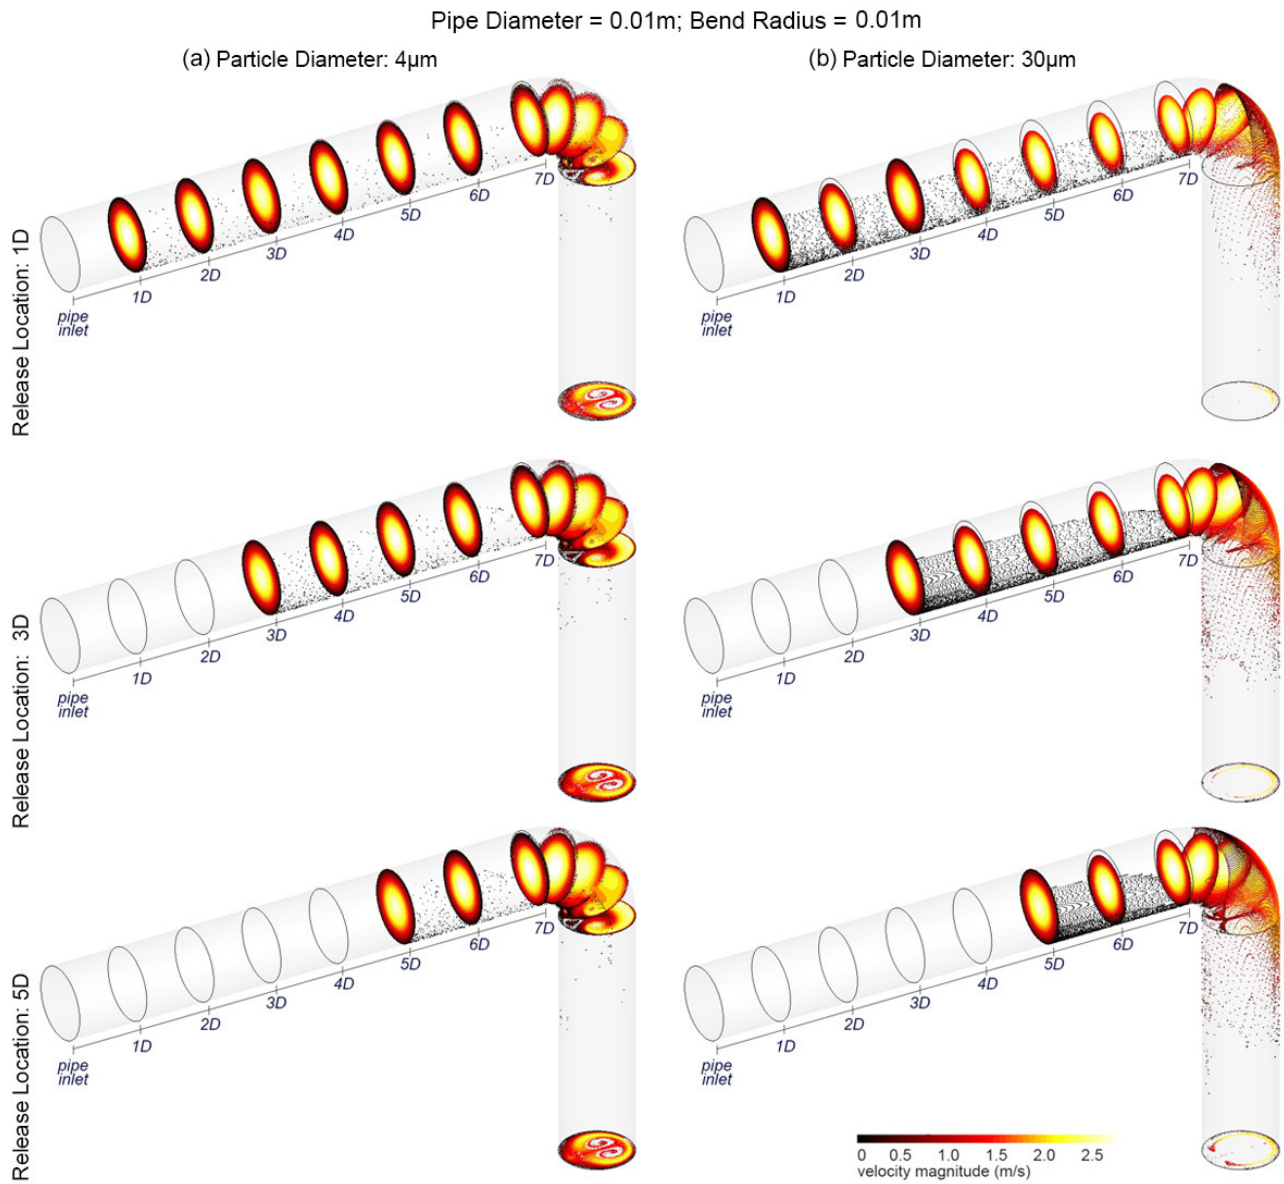 Pipe Diameter = 0.01m; Bend Radius = 0.01m
(a) Particle Diameter: 4µm
(b) Particle Diameter: 30µm
Release Location: 1D
pipe
inlet
1D
2D
3D
4D
5D
6D
7D
pipe
inlet
1D
2D
3D
4D
5D
6D
7D
Release Location: 3D
pipe
inlet
1D
2D
3D
4D
5D
6D
7D
pipe
inlet
1D
2D
3D
4D
5D
6D
7D
Release Location: 5D
pipe
inlet
1D
2D
3D
4D
5D
6D
7D
pipe
inlet
1D
2D
3D
4D
5D
6D
7D
0 0.5 1.0 1.5 2.0 2.5
velocity magnitude (m/s)